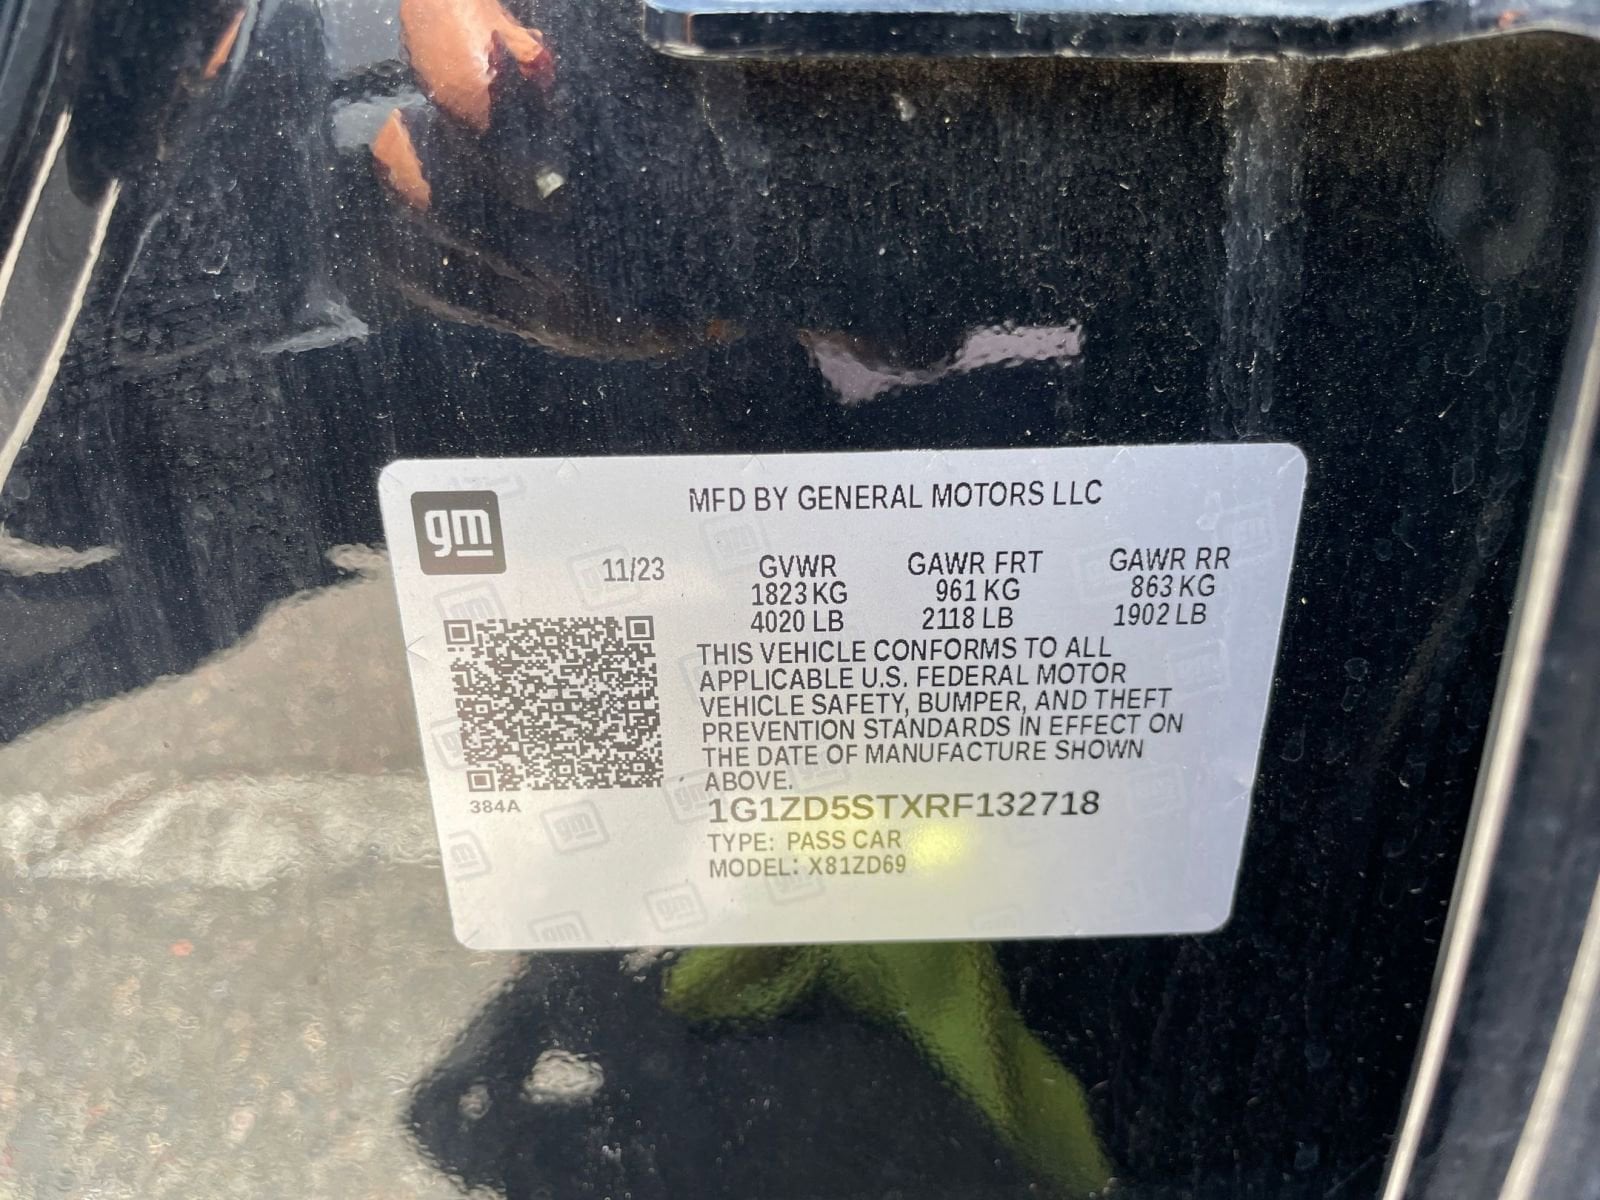 MFD BY GENERAL MOTORS LLC
gm
11/23 GVWR GAWR FRT GAWR RR
1823 KG 961 KG 863 KG
4020 LB 2118 LB 1902 LB
THIS VEHICLE CONFORMS TO ALL
APPLICABLE U.S. FEDERAL MOTOR
VEHICLE SAFETY, BUMPER, AND THEFT
PREVENTION STANDARDS IN EFFECT ON
THE DATE OF MANUFACTURE SHOWN
ABOVE.
384A
1G1ZD5STXRF132718
TYPE: PASS CAR
MODEL: X81ZD69